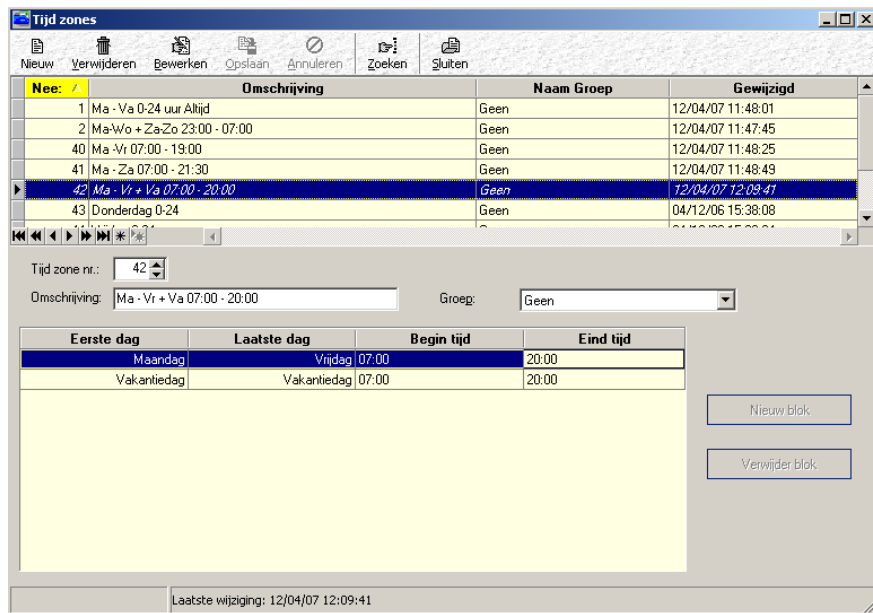 Tijd zones
Nieuw Verwijderen Bewerken Opslaan Annuleren Zoeken Sluiten
Nee: Omschrijving Naam Groep Gewijzigd
1 Ma - Va 0-24 uur Altijd Geen 12/04/07 11:48:01
2 Ma-Wo + Za-Zo 23:00 - 07:00 Geen 12/04/07 11:47:45
40 Ma -Vr 07:00 - 19:00 Geen 12/04/07 11:48:25
41 Ma - Za 07:00 - 21:30 Geen 12/04/07 11:48:49
42 Ma - Vr + Va 07:00 - 20:00 Geen 12/04/07 12:09:41
43 Donderdag 0-24 Geen 04/12/06 15:38:08
Tijd zone nr.: 42
Omschrijving: Ma - Vr + Va 07:00 - 20:00 Groep: Geen
Eerste dag Laatste dag Begin tijd Eind tijd
Maandag Vrijdag 07:00 20:00
Vakantiedag Vakantiedag 07:00 20:00
Nieuw blok
Verwijder blok
Laatste wijziging: 12/04/07 12:09:41